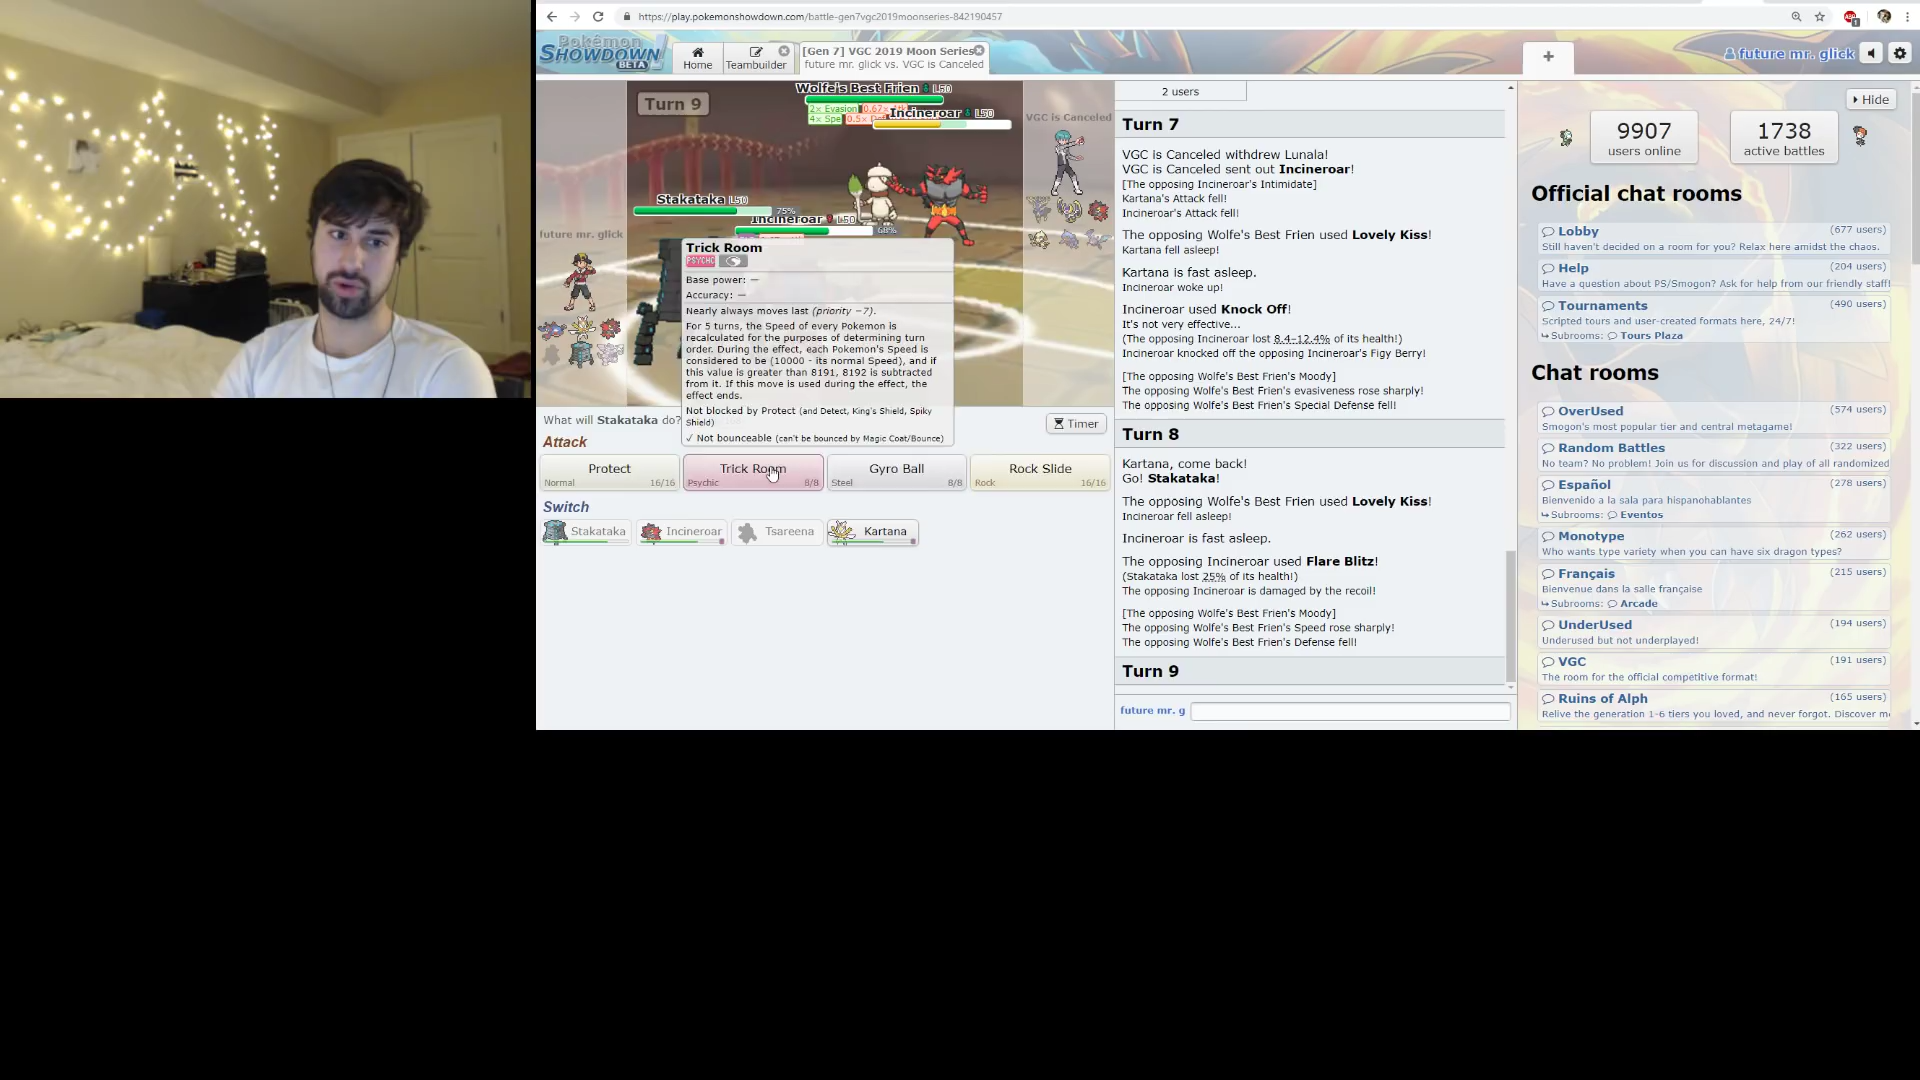 https://play.pokemonshowdown.com/battle-gen7vgc2019moonseries-842190457
Pokémon
SHOWDOWN
BETA
Home
Teambuilder
[Gen 7] VGC 2019 Moon Series
future mr. glick vs. VGC is Canceled
+
future mr. glick
Turn 9
Wolfe's Best Frien L50
2× Evasion
4× Spe
Incineroar L50
VGC is Canceled
Stakataka L50
75%
Incineroar L50
68%
future mr. glick
Trick Room
PSYCHC
Base power: —
Accuracy: —
Nearly always moves last (priority −7).
For 5 turns, the Speed of every Pokemon is
recalculated for the purposes of determining turn
order. During the effect, each Pokemon's Speed is
considered to be (10000 - its normal Speed), and if
this value is greater than 8191, 8192 is subtracted
from it. If this move is used during the effect, the
effect ends.
Not blocked by Protect (and Detect, King's Shield, Spiky
Shield)
✓ Not bounceable (can't be bounced by Magic Coat/Bounce)
What will Stakataka do?
Timer
Attack
Protect
Normal 16/16
Trick Room
Psychic 8/8
Gyro Ball
Steel 8/8
Rock Slide
Rock 16/16
Switch
Stakataka
Incineroar
Tsareena
Kartana
2 users
Turn 7
VGC is Canceled withdrew Lunala!
VGC is Canceled sent out Incineroar!
[The opposing Incineroar's Intimidate]
Kartana's Attack fell!
Incineroar's Attack fell!
The opposing Wolfe's Best Frien used Lovely Kiss!
Kartana fell asleep!
Kartana is fast asleep.
Incineroar woke up!
Incineroar used Knock Off!
It's not very effective...
(The opposing Incineroar lost 8.4–12.4% of its health!)
Incineroar knocked off the opposing Incineroar's Figy Berry!
[The opposing Wolfe's Best Frien's Moody]
The opposing Wolfe's Best Frien's evasiveness rose sharply!
The opposing Wolfe's Best Frien's Special Defense fell!
Turn 8
Kartana, come back!
Go! Stakataka!
The opposing Wolfe's Best Frien used Lovely Kiss!
Incineroar fell asleep!
Incineroar is fast asleep.
The opposing Incineroar used Flare Blitz!
(Stakataka lost 25% of its health!)
The opposing Incineroar is damaged by the recoil!
[The opposing Wolfe's Best Frien's Moody]
The opposing Wolfe's Best Frien's Speed rose sharply!
The opposing Wolfe's Best Frien's Defense fell!
Turn 9
future mr. g
Hide
9907
users online
1738
active battles
Official chat rooms
Lobby (677 users)
Still haven't decided on a room for you? Relax here amidst the chaos.
Help (204 users)
Have a question about PS/Smogon? Ask for help from our friendly staff!
Tournaments (490 users)
Scripted tours and user-created formats here, 24/7!
Subrooms: Tours Plaza
Chat rooms
OverUsed (574 users)
Smogon's most popular tier and central metagame!
Random Battles (322 users)
No team? No problem! Join us for discussion and play of all randomized
Español (278 users)
Bienvenido a la sala para hispanohablantes
Subrooms: Eventos
Monotype (262 users)
Who wants type variety when you can have six dragon types?
Français (215 users)
Bienvenue dans la salle française
Subrooms: Arcade
UnderUsed (194 users)
Underused but not underplayed!
VGC (191 users)
The room for the official competitive format!
Ruins of Alph (165 users)
Relive the generation 1-6 tiers you loved, and never forgot. Discover m